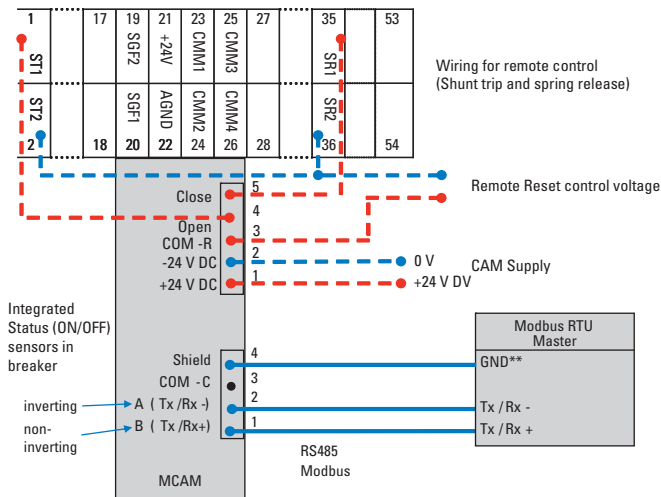 1 17 19 21 23 25 27 35 53
ST1 SGF2 +24V CMM1 CMM3 SR1
ST2 SGF1 AGND CMM2 CMM4 SR2
2 18 20 22 24 26 28 36 54
Wiring for remote control
(Shunt trip and spring release)
Remote Reset control voltage
Close 5
4
Open
COM -R 3
-24 V DC 2 0 V
CAM Supply
+24 V DC 1 +24 V DV
Integrated
Status (ON/OFF)
sensors in
breaker
Modbus RTU
Master
Shield 4 GND**
COM - C 3
inverting A ( Tx /Rx -) 2 Tx / Rx -
non-
inverting
B ( Tx /Rx+) 1 Tx / Rx +
RS485
Modbus
MCAM